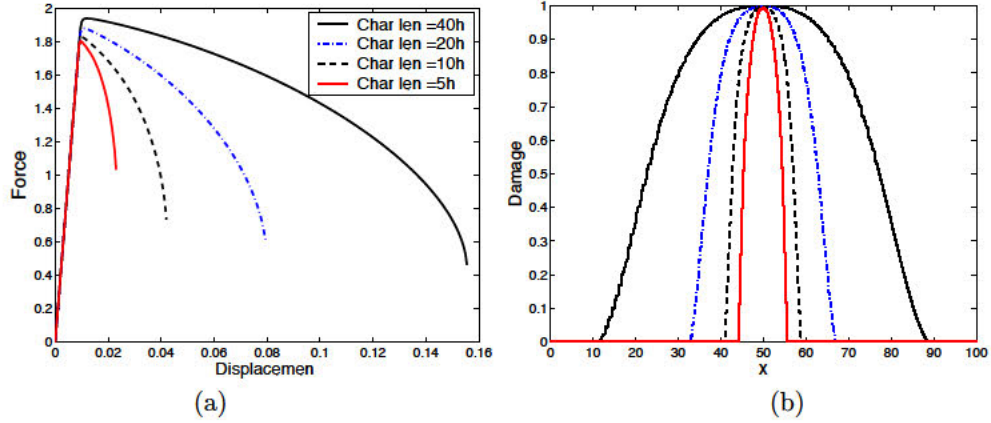 2
1.8
1.6
1.4
1.2
1
0.8
0.6
0.4
0.2
0
Force
Char len =40h
Char len =20h
Char len =10h
Char len =5h
0 0.02 0.04 0.06 0.08 0.1 0.12 0.14 0.16
Displacemen
(a)
1
0.9
0.8
0.7
0.6
0.5
0.4
0.3
0.2
0.1
0
Damage
0 10 20 30 40 50 60 70 80 90 100
X
(b)